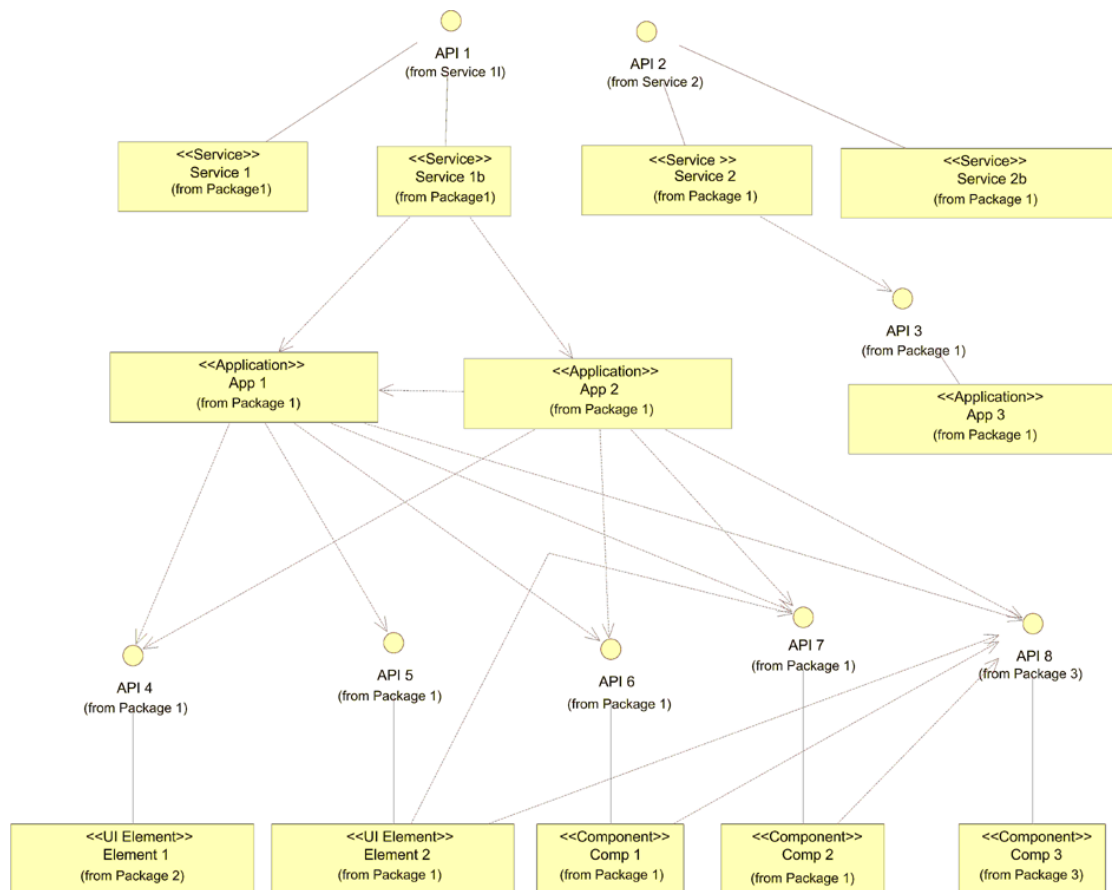 API 1
(from Service 1I)
API 2
(from Service 2)
<<Service>>
Service 1
(from Package1)
<<Service>>
Service 1b
(from Package1)
<<Service >>
Service 2
(from Package 1)
<<Service>>
Service 2b
(from Package 1)
API 3
(from Package 1)
<<Application>>
App 1
(from Package 1)
<<Application>>
App 2
(from Package 1)
<<Application>>
App 3
(from Package 1)
API 4
(from Package 1)
API 5
(from Package 1)
API 6
(from Package 1)
API 7
(from Package 1)
API 8
(from Package 3)
<<UI Element>>
Element 1
(from Package 2)
<<UI Element>>
Element 2
(from Package 1)
<<Component>>
Comp 1
(from Package 1)
<<Component>>
Comp 2
(from Package 1)
<<Component>>
Comp 3
(from Package 3)